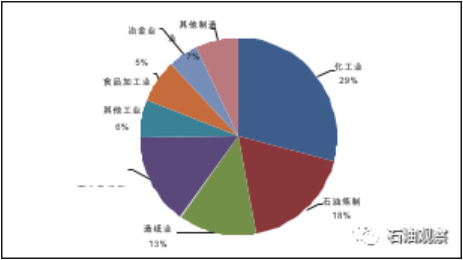 冶金业
业
其他制造
7%
化工业
29%
5%
食品加工业
其他工业
6%
石油炼制
18%
造纸业
13%
石油观察